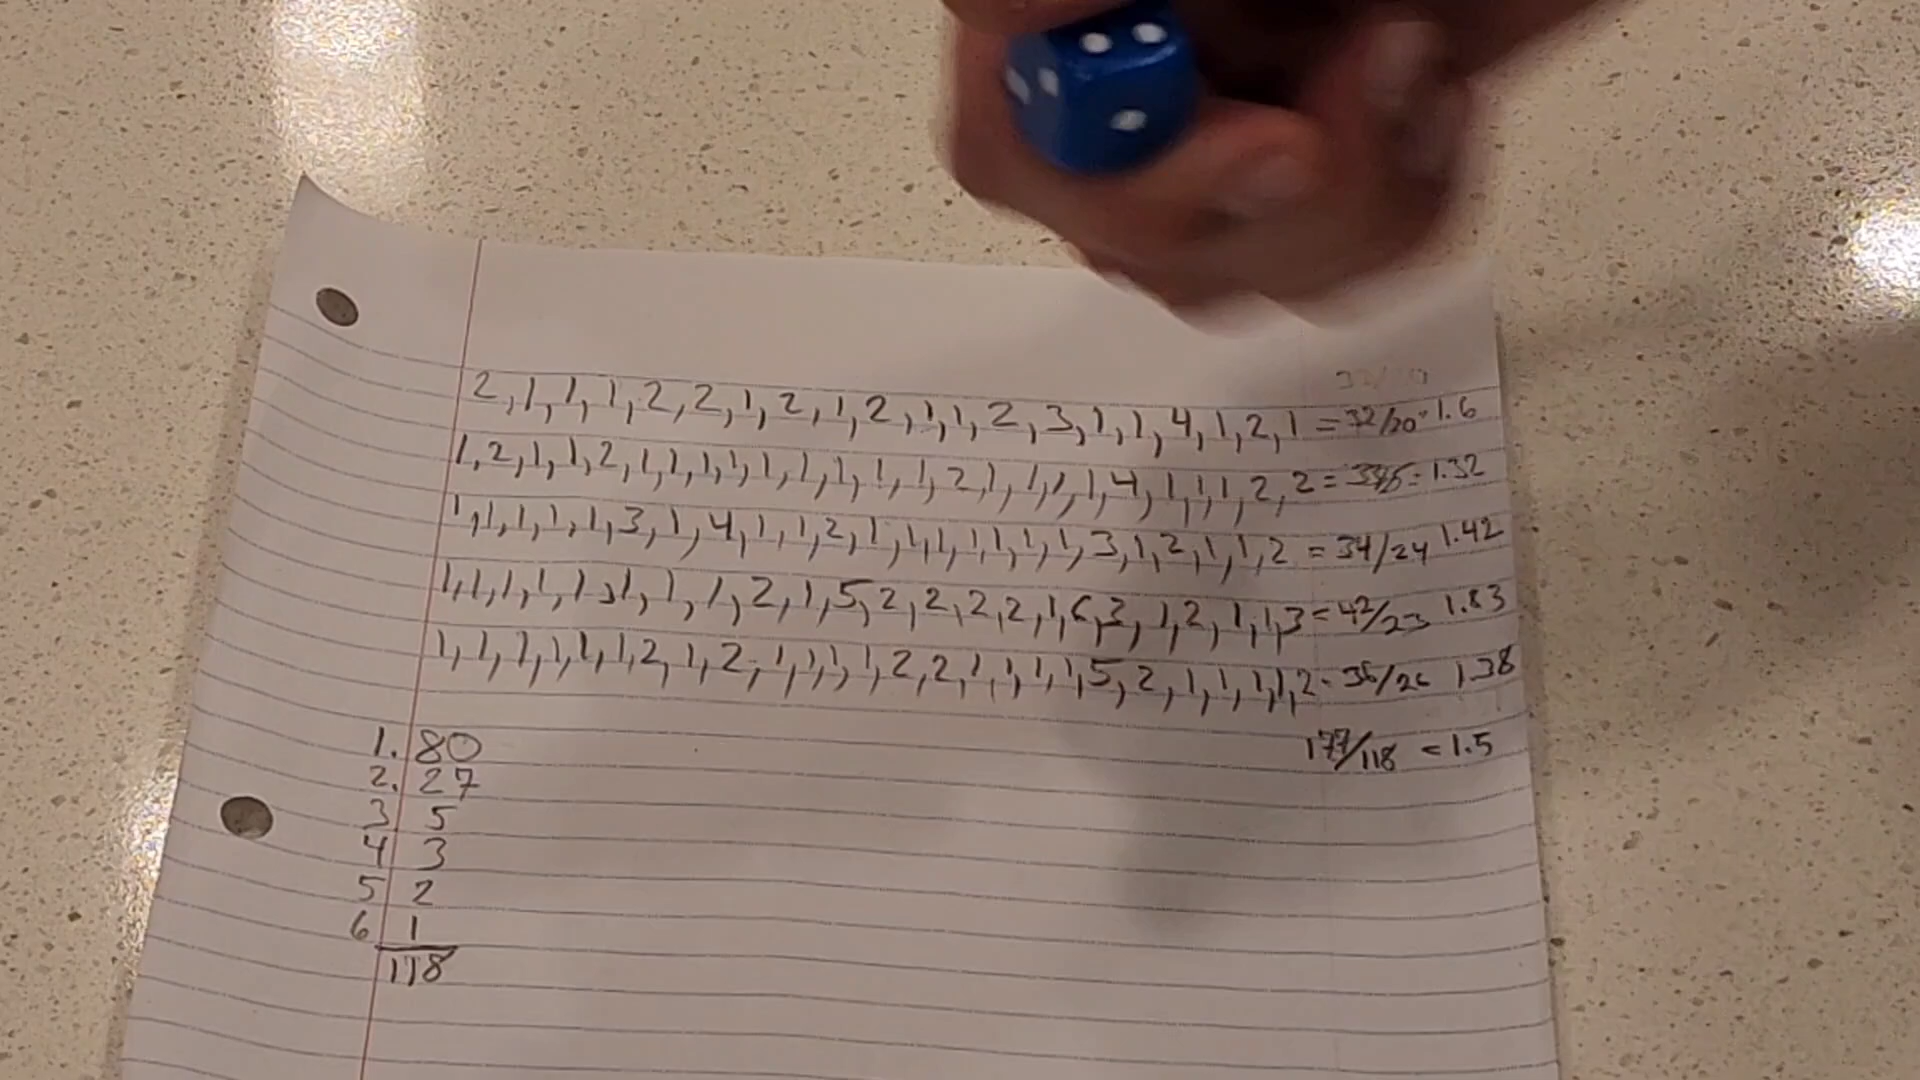 2,1,1,1,2,2,1,2,1,2,1,1,2,3,1,1,4,1,2,1 = 32/20 = 1.6
1,2,1,1,2,1,1,1,1,1,1,1,1,1,2,1,1,1,1,4,1,1,1,2,2 = 1.32
1,1,1,1,1,3,1,4,1,1,2,1,1,1,1,1,1,1,3,1,2,1,1,2 = 34/24 1.42
1,1,1,1,1,1,1,1,2,1,5,2,2,2,2,1,6,3,1,2,1,1,3 = 42/23 1.83
1,1,1,1,1,1,2,1,2,1,1,1,1,2,2,1,1,1,1,5,2,1,1,1,1,2 = 36/26 1.38
177/118 = 1.5
1. 80
2. 27
3 5
4 3
5 2
6 1
118